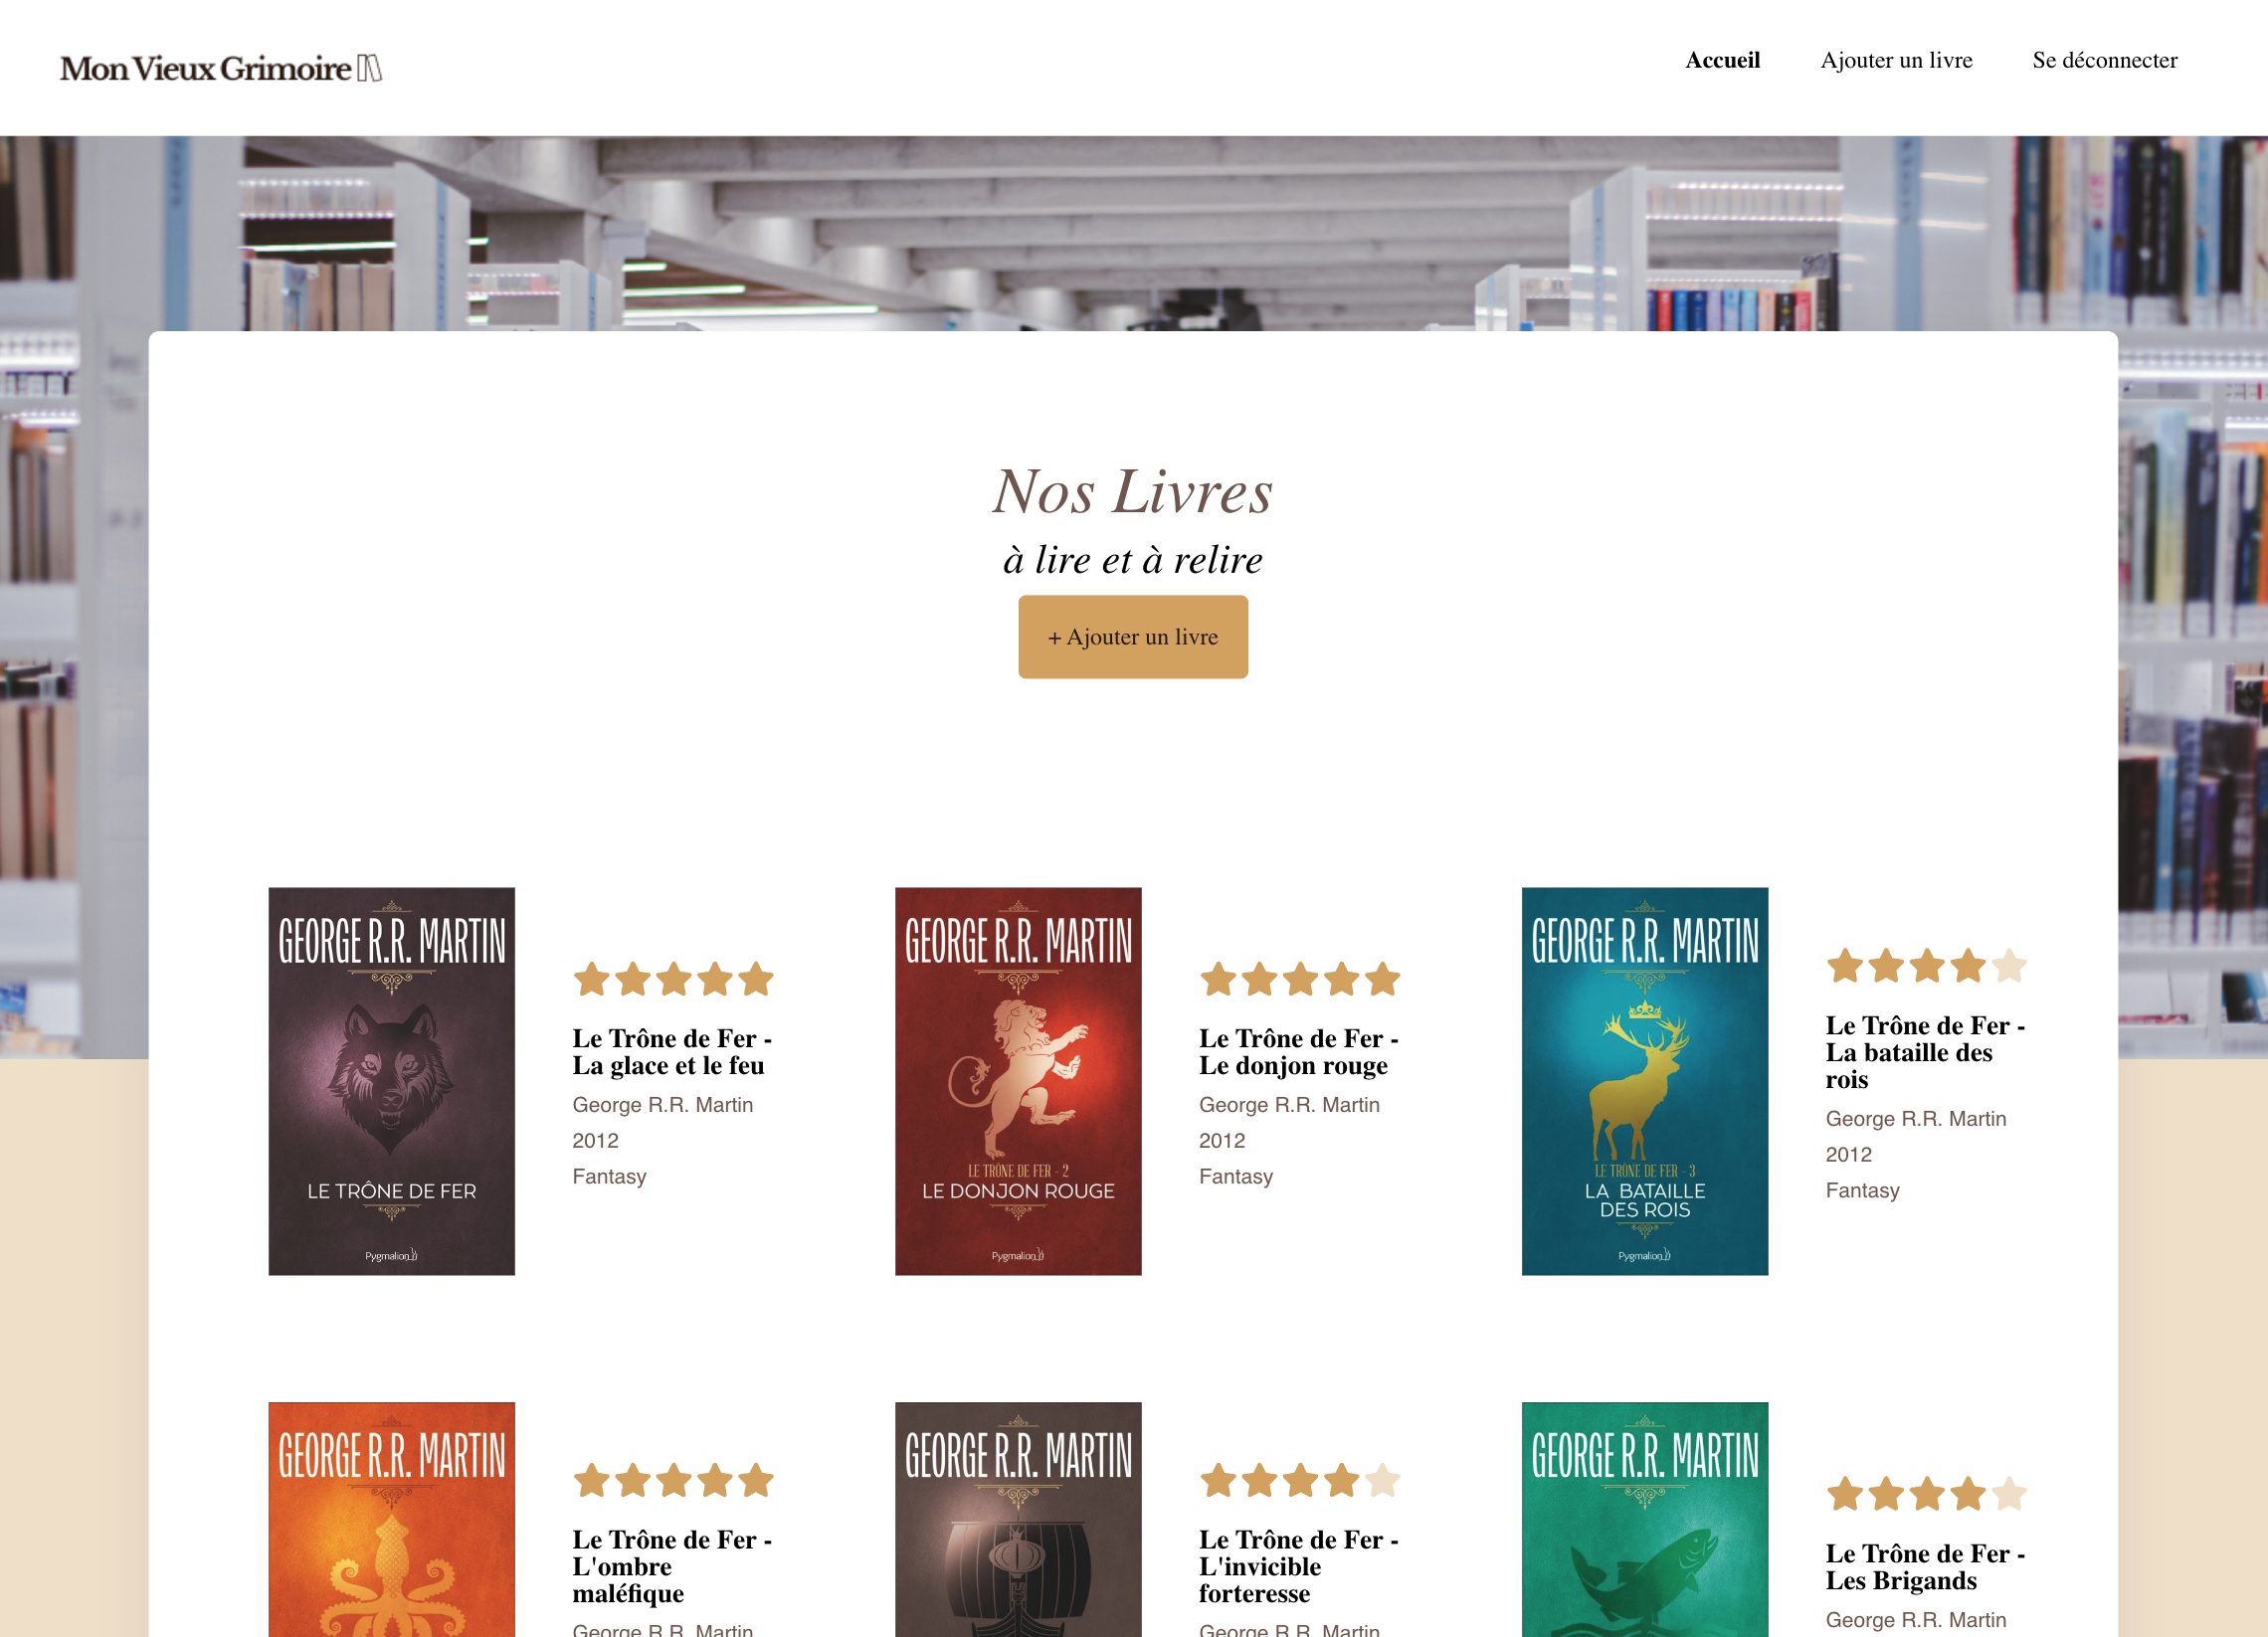 Mon Vieux Grimoire
Accueil
Ajouter un livre
Se déconnecter
Nos Livres
à lire et à relire
+ Ajouter un livre
GEORGE R.R. MARTIN
LE TRÔNE DE FER
Pygmalion
Le Trône de Fer -
La glace et le feu
George R.R. Martin
2012
Fantasy
GEORGE R.R. MARTIN
LE TRÔNE DE FER - 2
LE DONJON ROUGE
Pygmalion
Le Trône de Fer -
Le donjon rouge
George R.R. Martin
2012
Fantasy
GEORGE R.R. MARTIN
LE TRÔNE DE FER - 3
LA BATAILLE
DES ROIS
Pygmalion
Le Trône de Fer -
La bataille des
rois
George R.R. Martin
2012
Fantasy
GEORGE R.R. MARTIN
Le Trône de Fer -
L'ombre
maléfique
George R.R. Martin
GEORGE R.R. MARTIN
Le Trône de Fer -
L'invicible
forteresse
George R.R. Martin
GEORGE R.R. MARTIN
Le Trône de Fer -
Les Brigands
George R.R. Martin